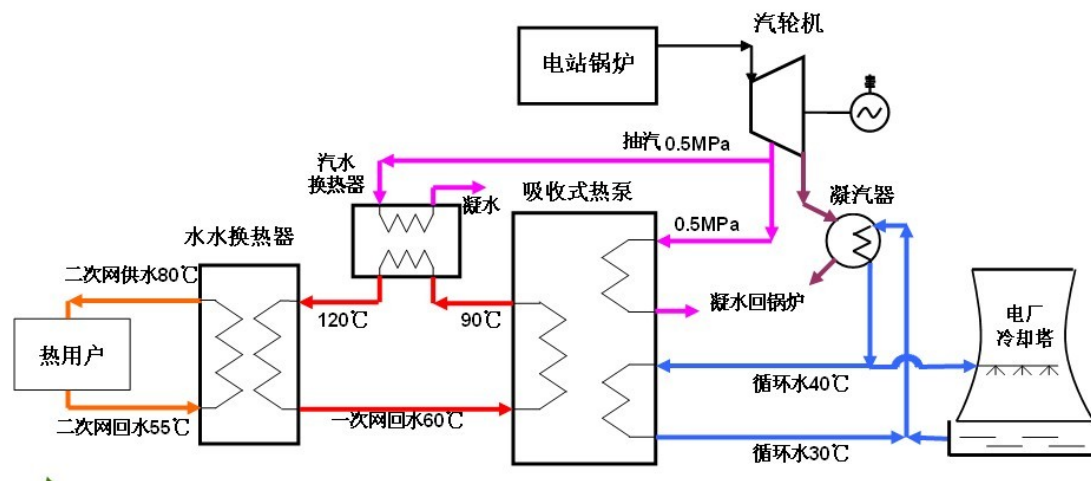 汽轮机
电站锅炉
抽汽 0.5MPa
汽水
换热器
凝水
吸收式热泵
凝汽器
0.5MPa
水水换热器
二次网供水80℃
120℃
90℃
凝水回锅炉
电厂
冷却塔
热用户
循环水40℃
二次网回水55℃
一次网回水60℃
循环水30℃